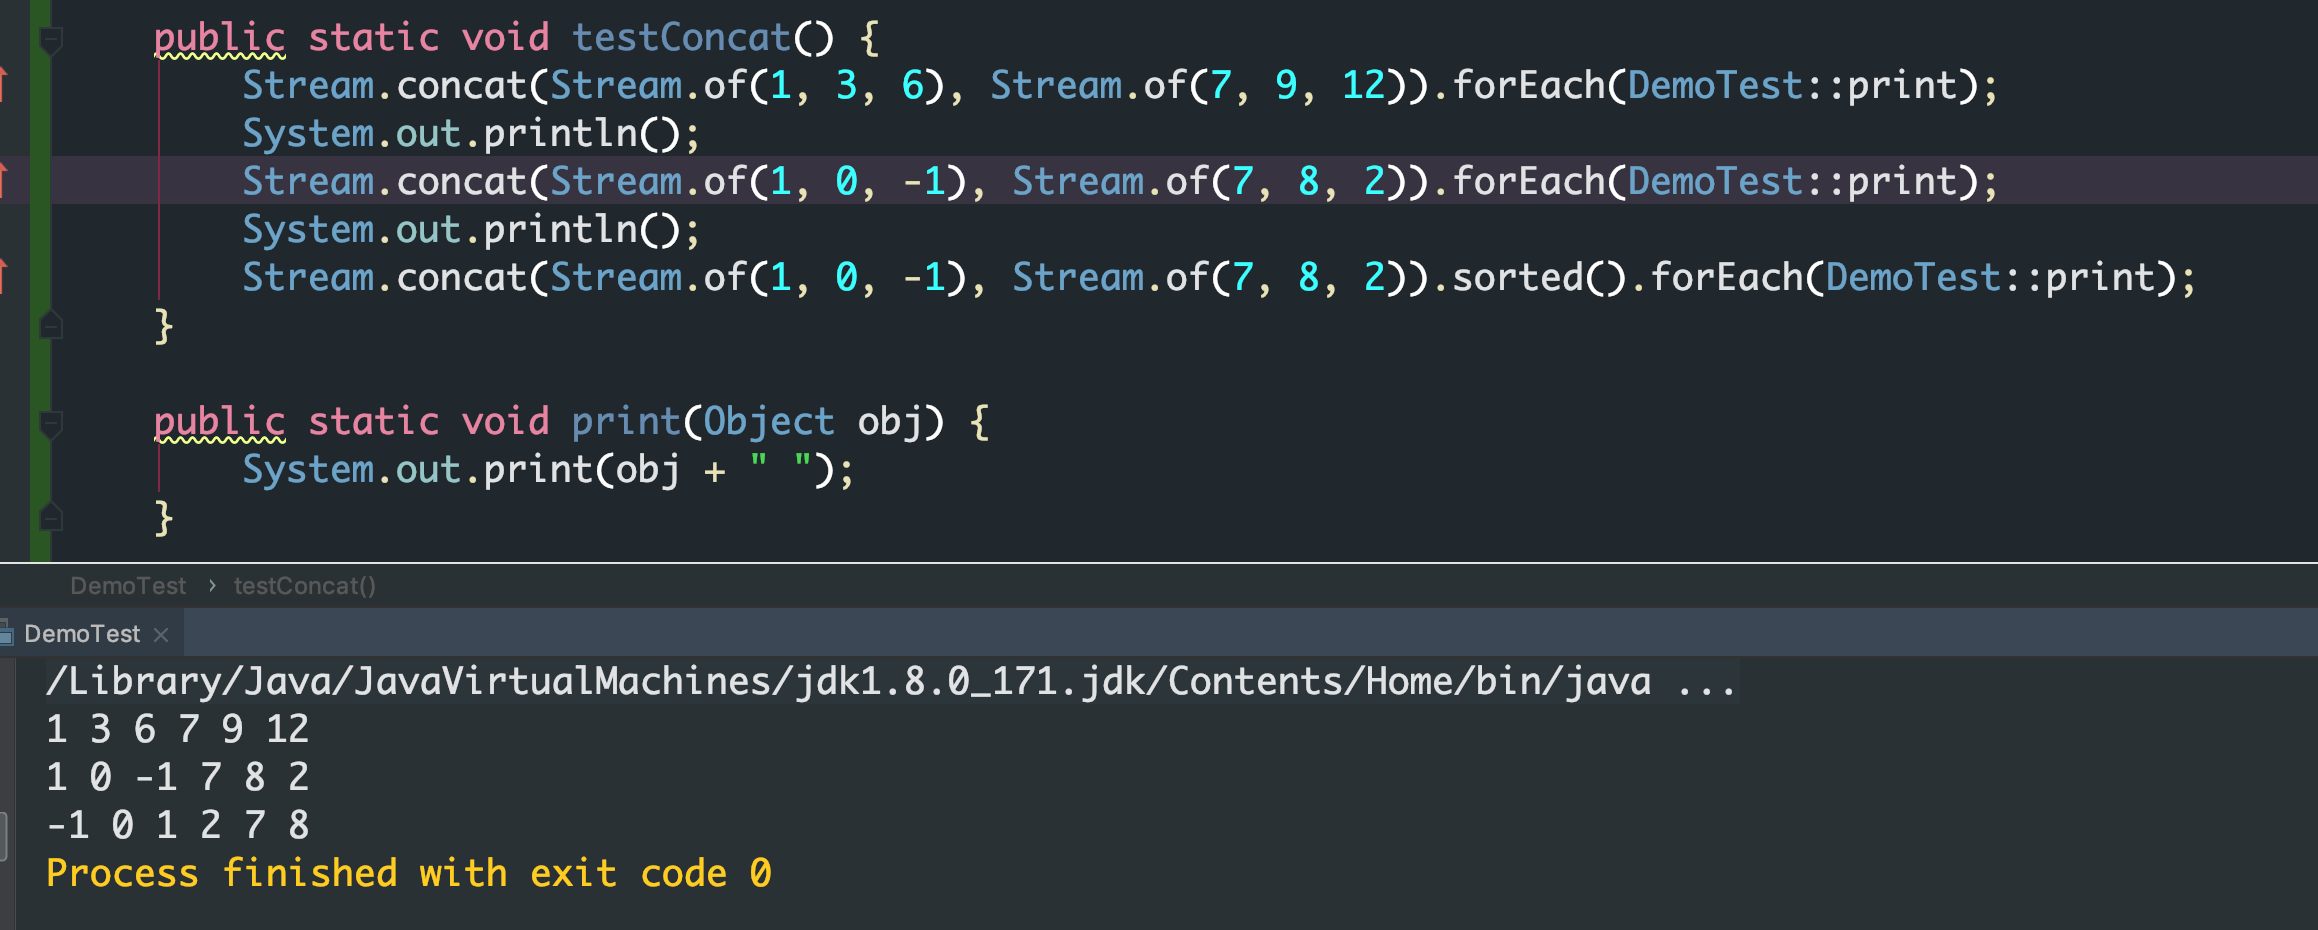 public static void testConcat() {
Stream.concat(Stream.of(1, 3, 6), Stream.of(7, 9, 12)).forEach(DemoTest::print);
System.out.println();
Stream.concat(Stream.of(1, 0, -1), Stream.of(7, 8, 2)).forEach(DemoTest::print);
System.out.println();
Stream.concat(Stream.of(1, 0, -1), Stream.of(7, 8, 2)).sorted().forEach(DemoTest::print);
}
public static void print(Object obj) {
System.out.print(obj + " ");
}
DemoTest › testConcat()
DemoTest ×
/Library/Java/JavaVirtualMachines/jdk1.8.0_171.jdk/Contents/Home/bin/java ...
1 3 6 7 9 12
1 0 -1 7 8 2
-1 0 1 2 7 8
Process finished with exit code 0